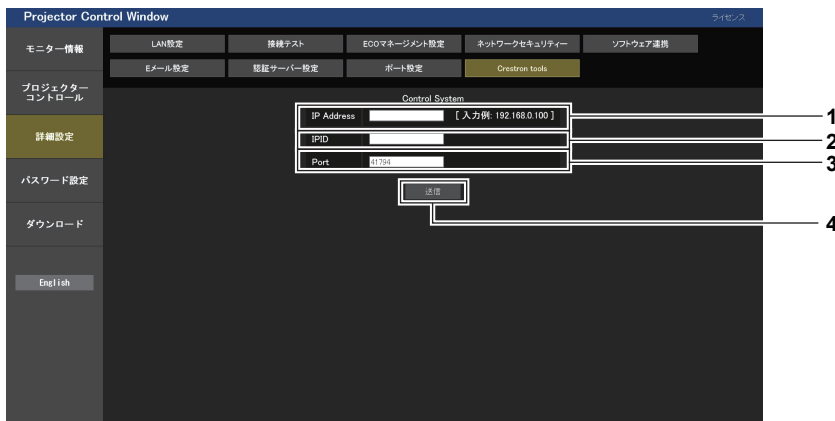 Projector Control Window
ライセンス
モニター情報
プロジェクター
コントロール
詳細設定
パスワード設定
ダウンロード
English
LAN設定 接続テスト ECOマネージメント設定 ネットワークセキュリティー ソフトウェア連携
Eメール設定 認証サーバー設定 ポート設定 Crestron tools
Control System
IP Address [ 入力例: 192.168.0.100 ] 1
IPID 2
Port 41794 3
送信 4